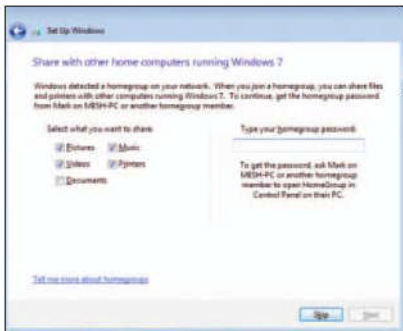 Set Up Windows
Share with other home computers running Windows 7
Windows detected a homegroup on your network. When you join a homegroup, you can share files
and printers with other computers running Windows 7. To continue, get the homegroup password
from Mark on MBSH-PC or another homegroup member.
Select what you want to share:
Type your homegroup password:
Pictures
Music
Videos
Printers
Documents
To get the password, ask Mark on
MBSH-PC or another homegroup
member to open HomeGroup in
Control Panel on their PC.
Tell me more about homegroups
Skip
Next